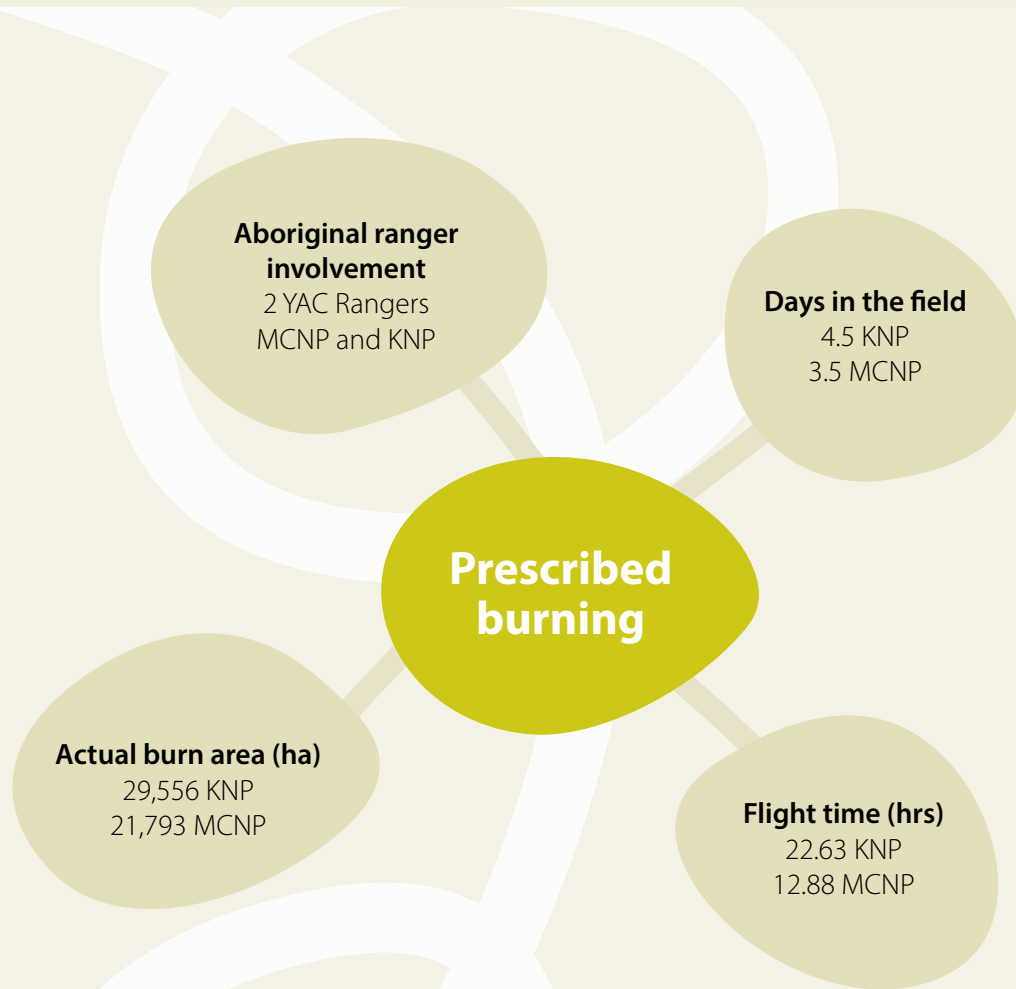 Aboriginal ranger
involvement
2 YAC Rangers
MCNP and KNP
Days in the field
4.5 KNP
3.5 MCNP
Prescribed
burning
Actual burn area (ha)
29,556 KNP
21,793 MCNP
Flight time (hrs)
22.63 KNP
12.88 MCNP